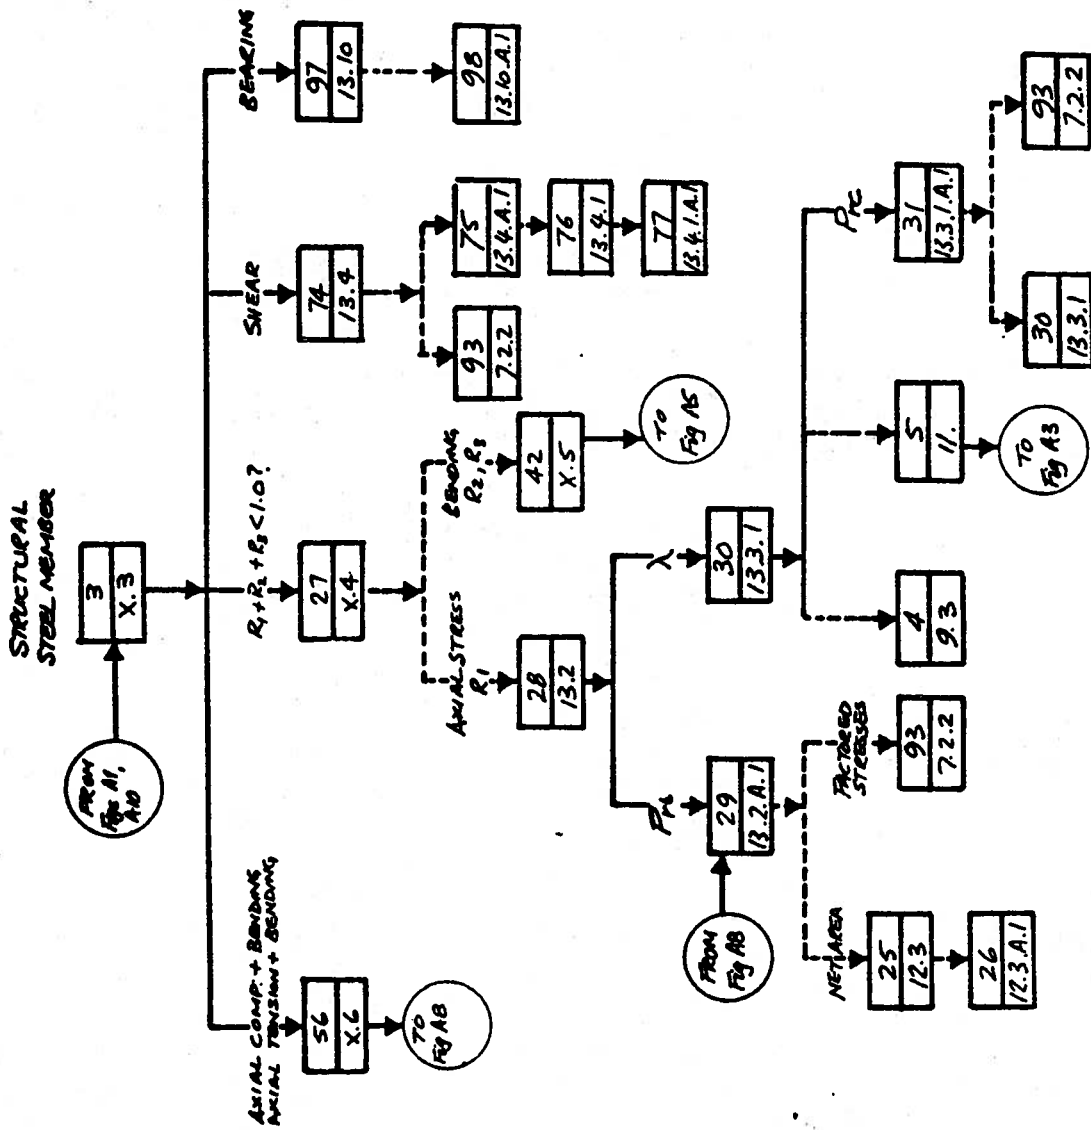 STRUCTURAL
STEEL MEMBER
3
X.3
FROM
Figs A1,
A10
AXIAL COMP. + BENDING
AXIAL TENSION + BENDING
56
X.6
TO
Fig A8
R1 + R2 + R3 < 1.0?
27
X.4
SHEAR
74
13.4
BEARING
97
13.10
98
13.10.A.1
93
7.2.2
75
13.4.A.1
76
13.4.1
77
13.4.1.A.1
AXIAL STRESS
R1
28
13.2
BENDING,
R2, R3
42
X.5
TO
Fig A5
Prt
29
13.2.A.1
FROM
Fig A8
λ
30
13.3.1
NET AREA
25
12.3
26
12.3.A.1
FACTORED
STRESSES
93
7.2.2
4
9.3
5
11.
TO
Fig A3
Prc
31
13.3.1.A.1
30
13.3.1
93
7.2.2